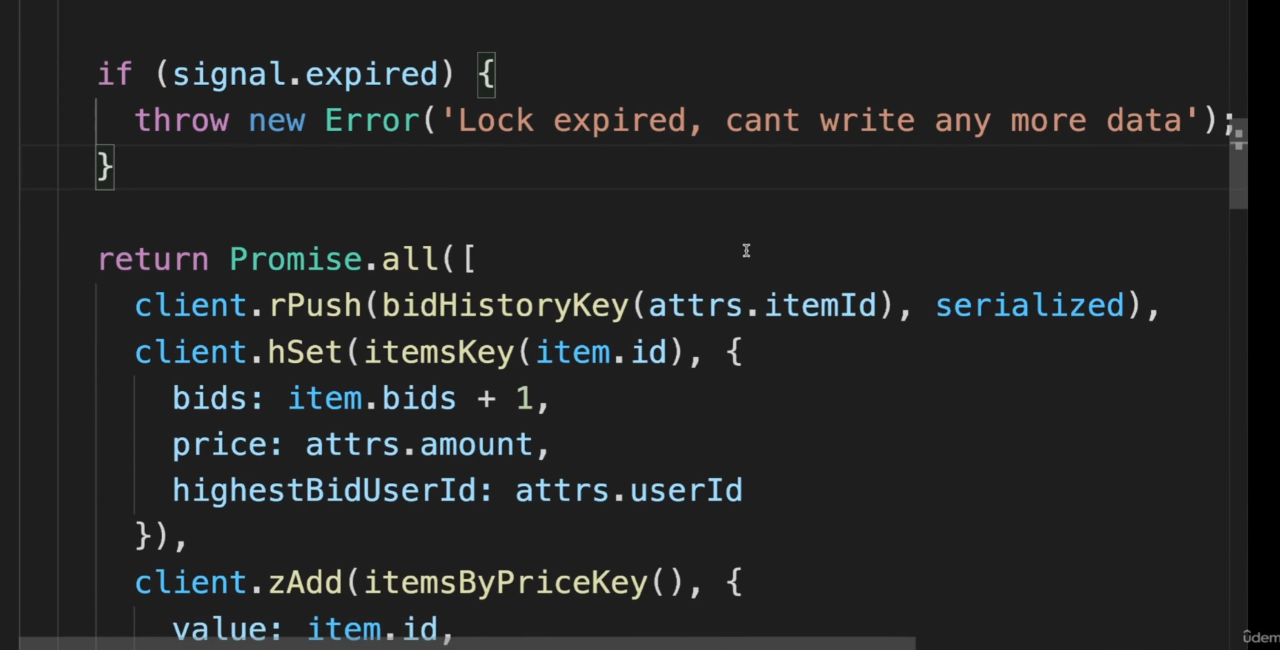 if (signal.expired) {
throw new Error('Lock expired, cant write any more data');
}
return Promise.all([
client.rPush(bidHistoryKey(attrs.itemId), serialized),
client.hSet(itemsKey(item.id), {
bids: item.bids + 1,
price: attrs.amount,
highestBidUserId: attrs.userId
}),
client.zAdd(itemsByPriceKey(), {
value: item.id,